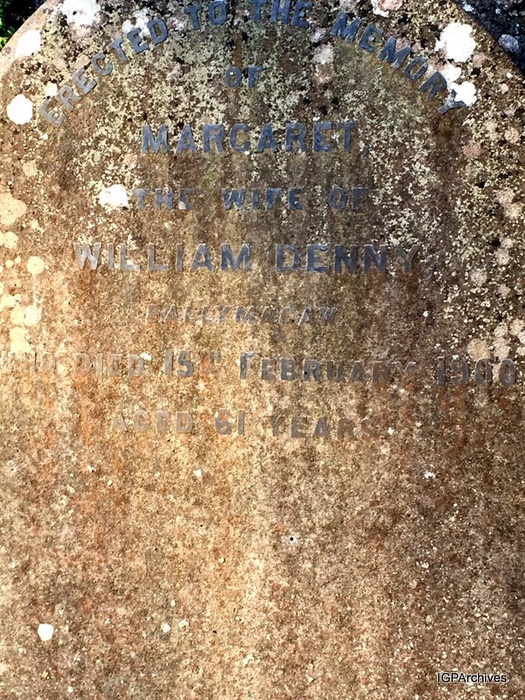 ERECTED TO THE MEMORY
OF
MARGARET,
THE WIFE OF
WILLIAM DENNY,
BALLYMAGAN,
WHO DIED 15TH FEBRUARY 1900
AGED 61 YEARS
IGPArchives